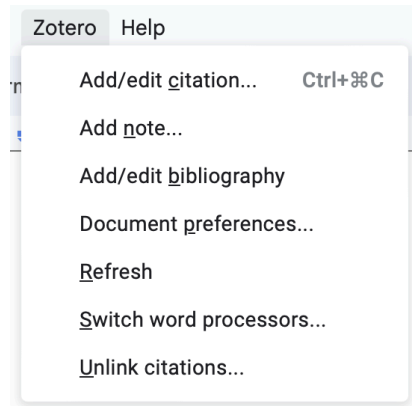 Zotero Help
Add/edit citation... Ctrl+⌘C
Add note...
Add/edit bibliography
Document preferences...
Refresh
Switch word processors...
Unlink citations...